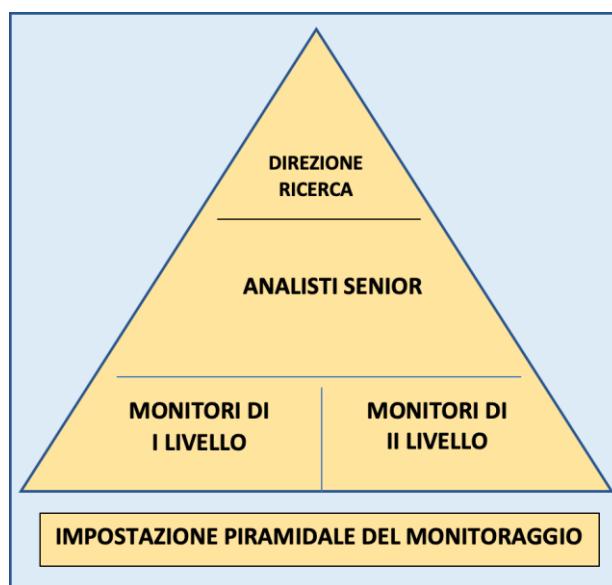 DIREZIONE
RICERCA
ANALISTI SENIOR
MONITORI DI
I LIVELLO
MONITORI DI
II LIVELLO
IMPOSTAZIONE PIRAMIDALE DEL MONITORAGGIO